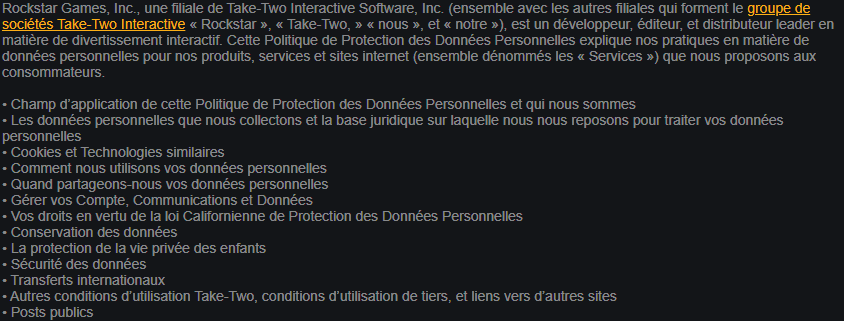 Rockstar Games, Inc., une filiale de Take-Two Interactive Software, Inc. (ensemble avec les autres filiales qui forment le groupe de
sociétés Take-Two Interactive « Rockstar », « Take-Two, » « nous », et « notre »), est un développeur, éditeur, et distributeur leader en
matière de divertissement interactif. Cette Politique de Protection des Données Personnelles explique nos pratiques en matière de
données personnelles pour nos produits, services et sites internet (ensemble dénommés les « Services ») que nous proposons aux
consommateurs.
• Champ d’application de cette Politique de Protection des Données Personnelles et qui nous sommes
• Les données personnelles que nous collectons et la base juridique sur laquelle nous nous reposons pour traiter vos données
personnelles
• Cookies et Technologies similaires
• Comment nous utilisons vos données personnelles
• Quand partageons-nous vos données personnelles
• Gérer vos Compte, Communications et Données
• Vos droits en vertu de la loi Californienne de Protection des Données Personnelles
• Conservation des données
• La protection de la vie privée des enfants
• Sécurité des données
• Transferts internationaux
• Autres conditions d’utilisation Take-Two, conditions d’utilisation de tiers, et liens vers d’autres sites
• Posts publics